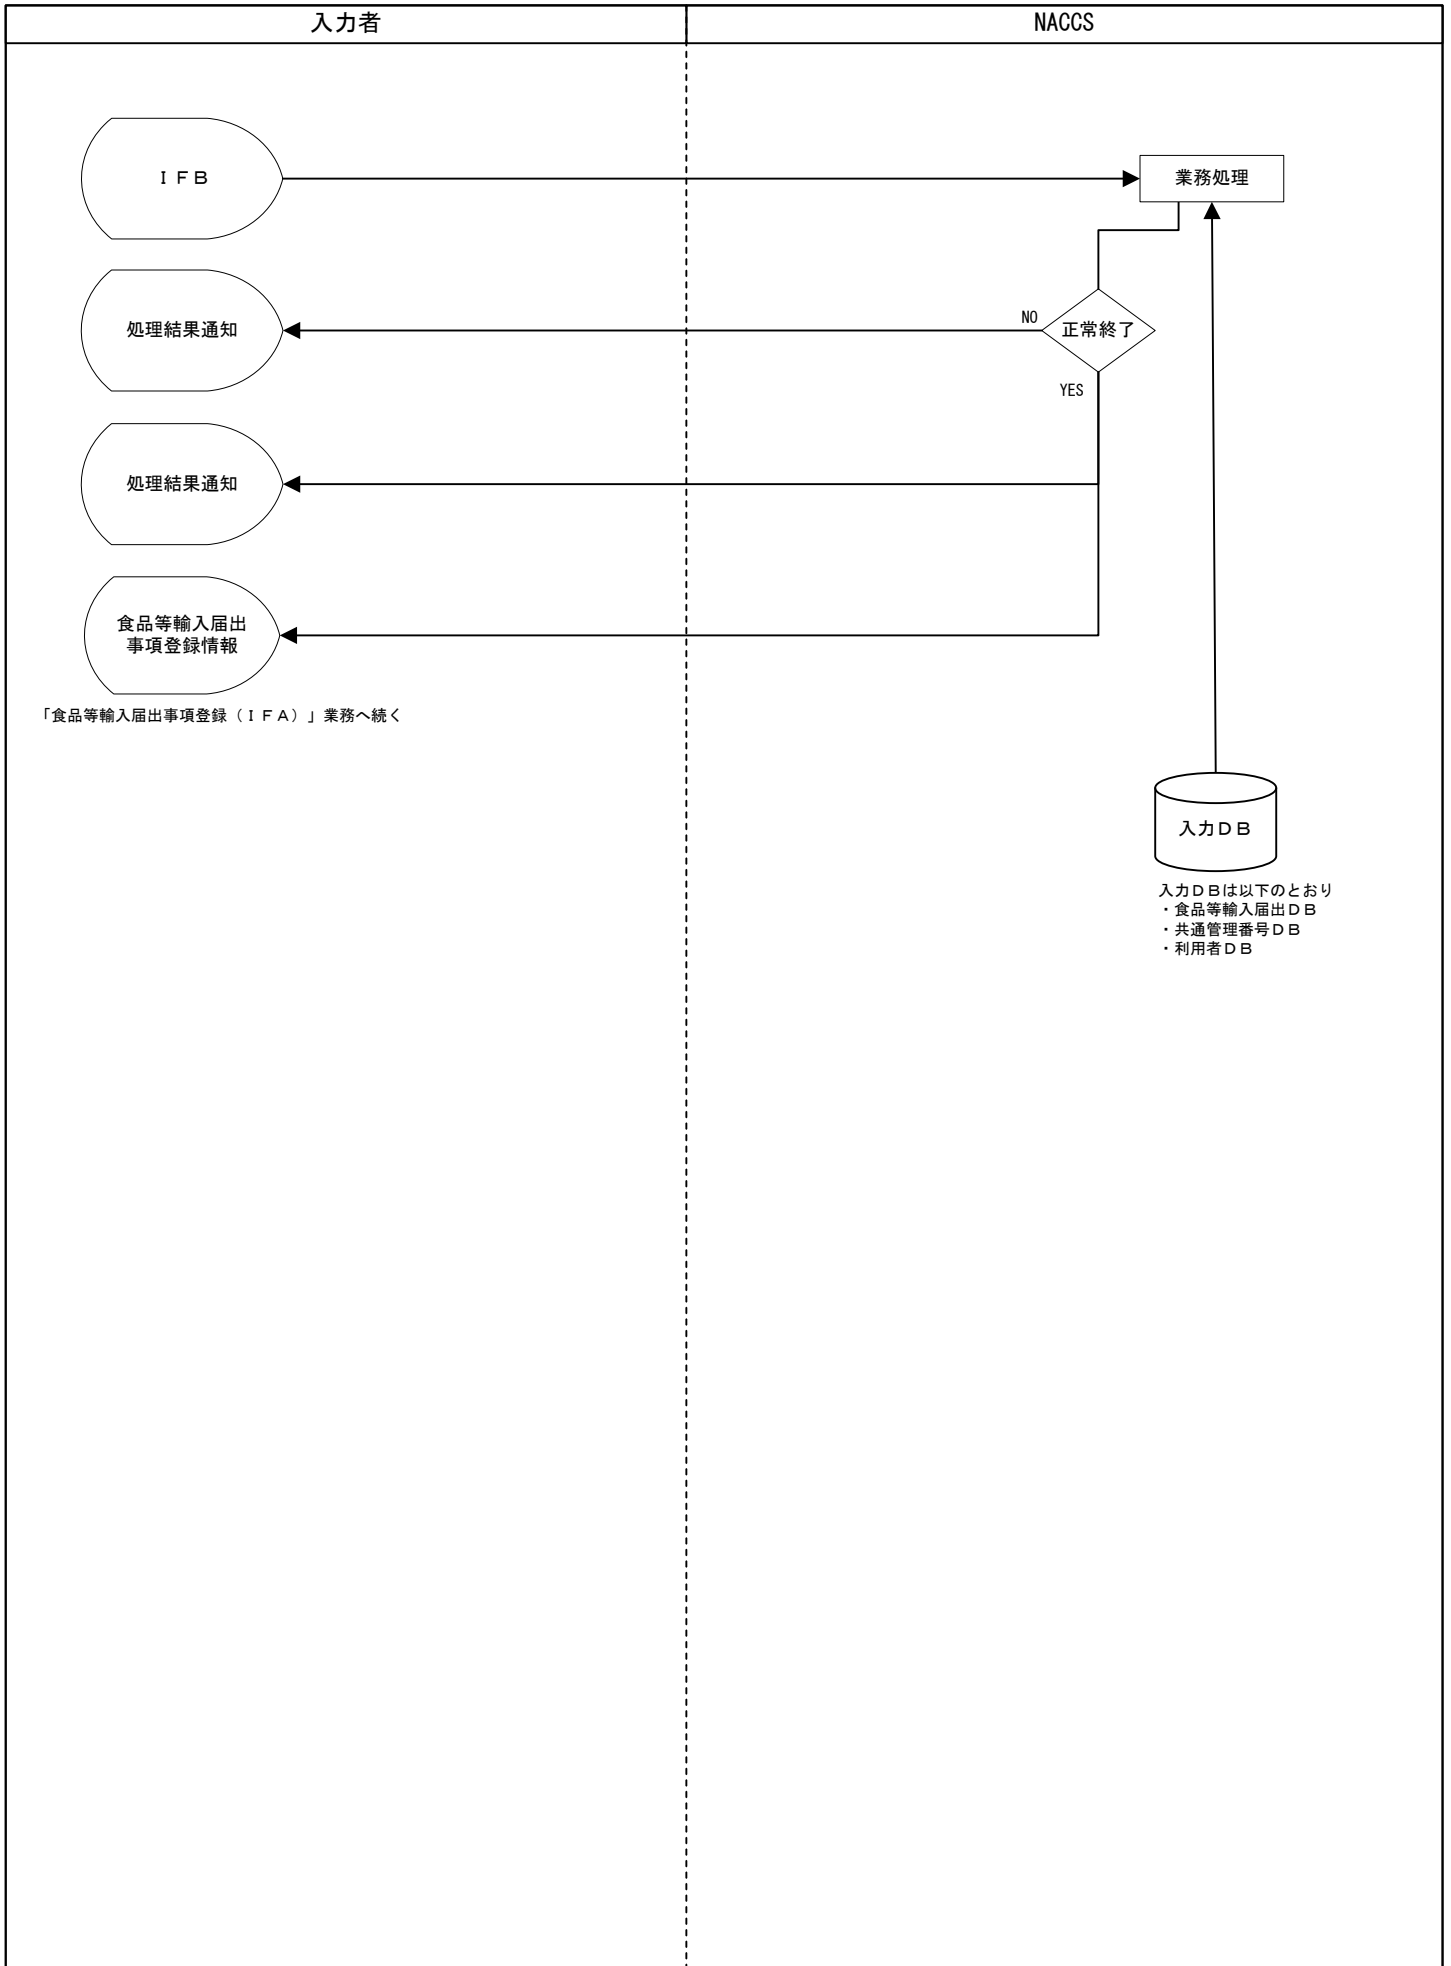 入力者
NACCS
ＩＦＢ
業務処理
処理結果通知
NO
正常終了
YES
処理結果通知
食品等輸入届出
事項登録情報
「食品等輸入届出事項登録（ＩＦＡ）」業務へ続く
入力ＤＢ
入力ＤＢは以下のとおり
・食品等輸入届出ＤＢ
・共通管理番号ＤＢ
・利用者ＤＢ